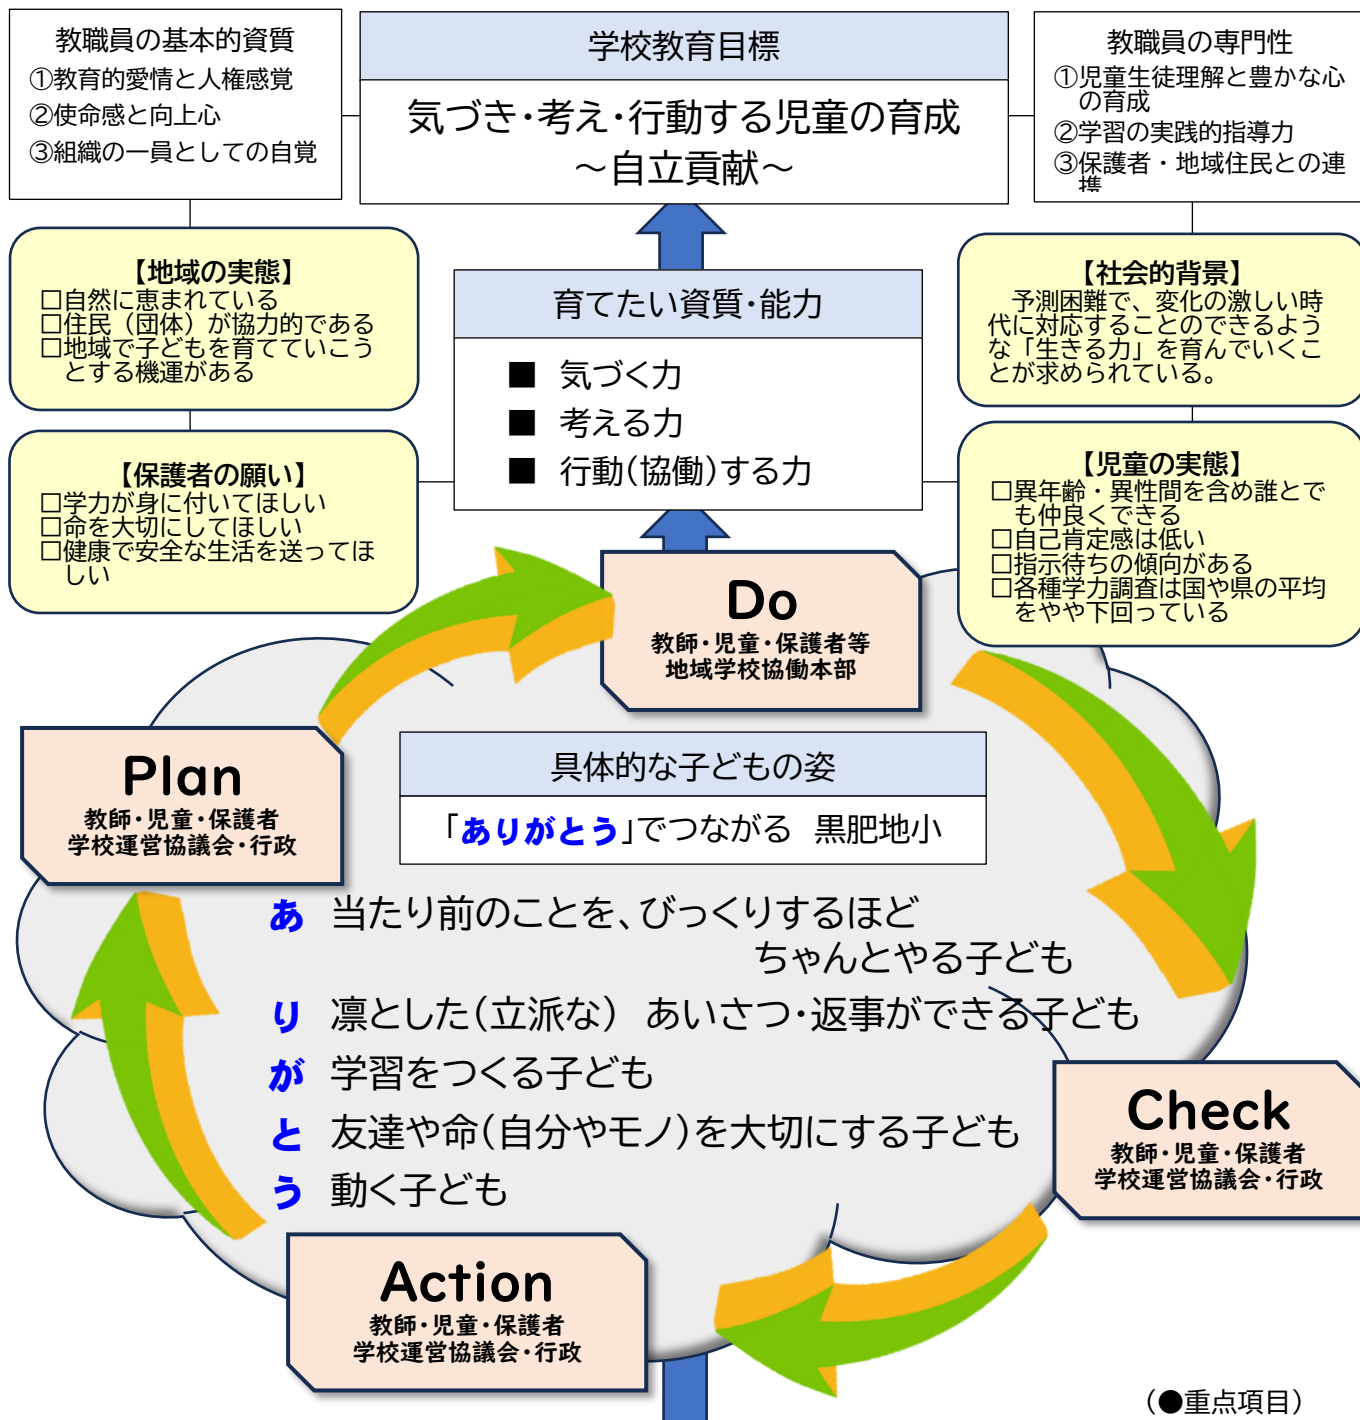 教職員の基本的資質
①教育的愛情と人権感覚
②使命感と向上心
③組織の一員としての自覚
学校教育目標
気づき・考え・行動する児童の育成
～自立貢献～
教職員の専門性
①児童生徒理解と豊かな心
の育成
②学習の実践的指導力
③保護者・地域住民との連
携
【地域の実態】
□自然に恵まれている
□住民（団体）が協力的である
□地域で子どもを育てていこう
とする機運がある
育てたい資質・能力
■ 気づく力
■ 考える力
■ 行動(協働)する力
【社会的背景】
予測困難で、変化の激しい時
代に対応することのできるよう
な「生きる力」を育んでいくこ
とが求められている。
【保護者の願い】
□学力が身に付いてほしい
□命を大切にしてほしい
□健康で安全な生活を送ってほ
しい
【児童の実態】
□異年齢・異性間を含め誰とで
も仲良くできる
□自己肯定感は低い
□指示待ちの傾向がある
□各種学力調査は国や県の平均
をやや下回っている
Do
教師・児童・保護者等
地域学校協働本部
Plan
教師・児童・保護者
学校運営協議会・行政
具体的な子どもの姿
「ありがとう」でつながる 黒肥地小
あ 当たり前のことを、びっくりするほど
ちゃんとやる子ども
り 凛とした(立派な) あいさつ・返事ができる子ども
が 学習をつくる子ども
と 友達や命(自分やモノ)を大切にする子ども
う 動く子ども
Check
教師・児童・保護者
学校運営協議会・行政
Action
教師・児童・保護者
学校運営協議会・行政
（●重点項目）